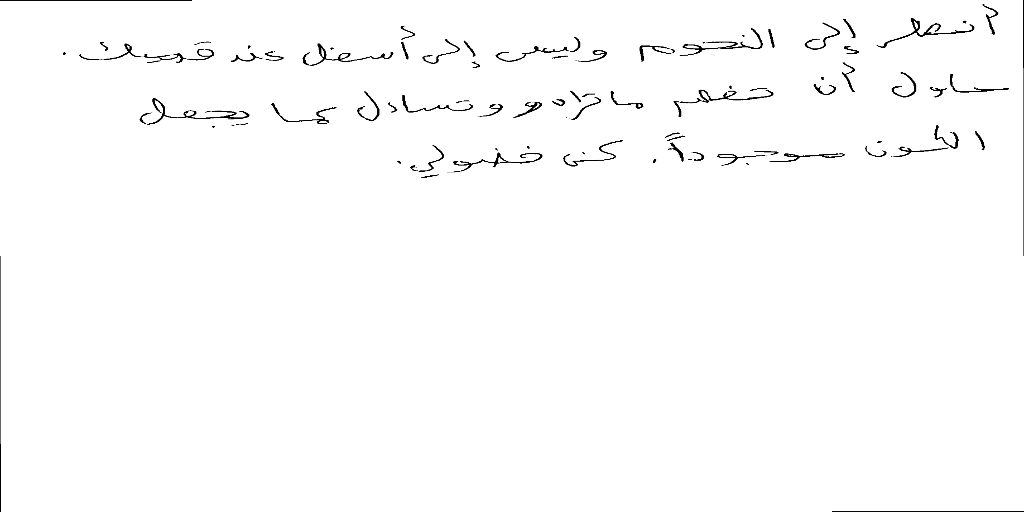 أنظر إلى النجوم وليس إلى أسفل عند قدميك.
حاول أن تفهم ما تراه وتساءل عما يجعل
الكون موجوداً. كن فضولي.